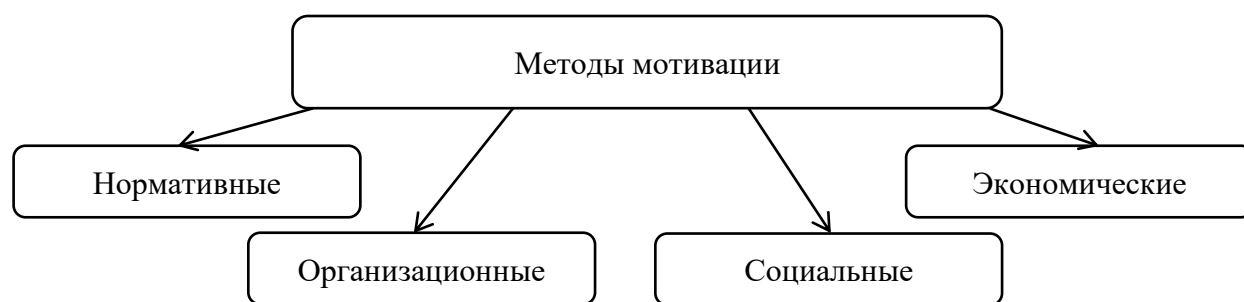 Методы мотивации
Нормативные
Экономические
Организационные
Социальные